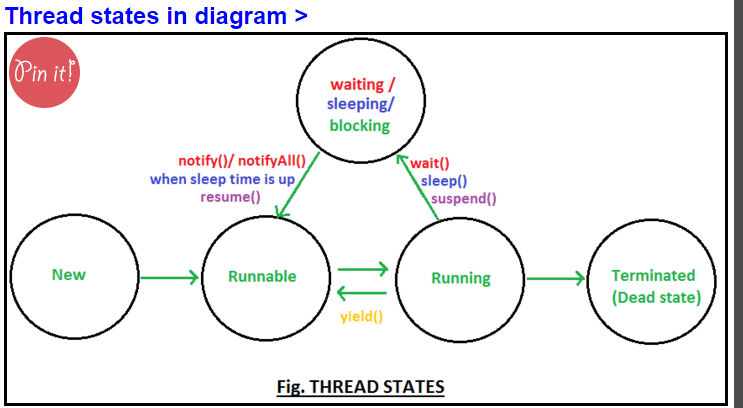 Thread states in diagram >
Pin it!
waiting /
sleeping/
blocking
notify()/ notifyAll()
when sleep time is up
resume()
wait()
sleep()
suspend()
New
Runnable
Running
Terminated
(Dead state)
yield()
Fig. THREAD STATES